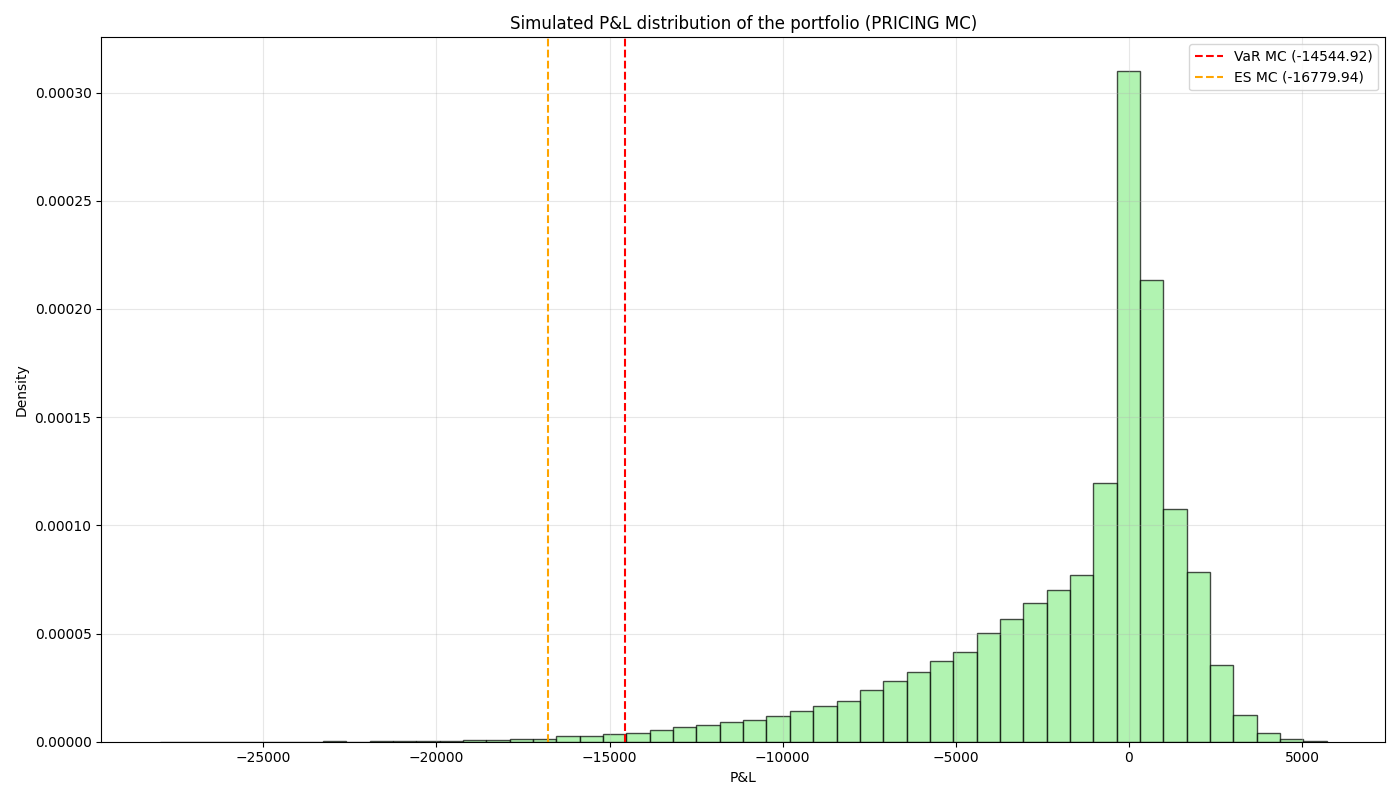 Simulated P&L distribution of the portfolio (PRICING MC)
VaR MC (-14544.92)
ES MC (-16779.94)
0.00030
0.00025
0.00020
0.00015
0.00010
0.00005
0.00000
Density
−25000
−20000
−15000
−10000
−5000
0
5000
P&L